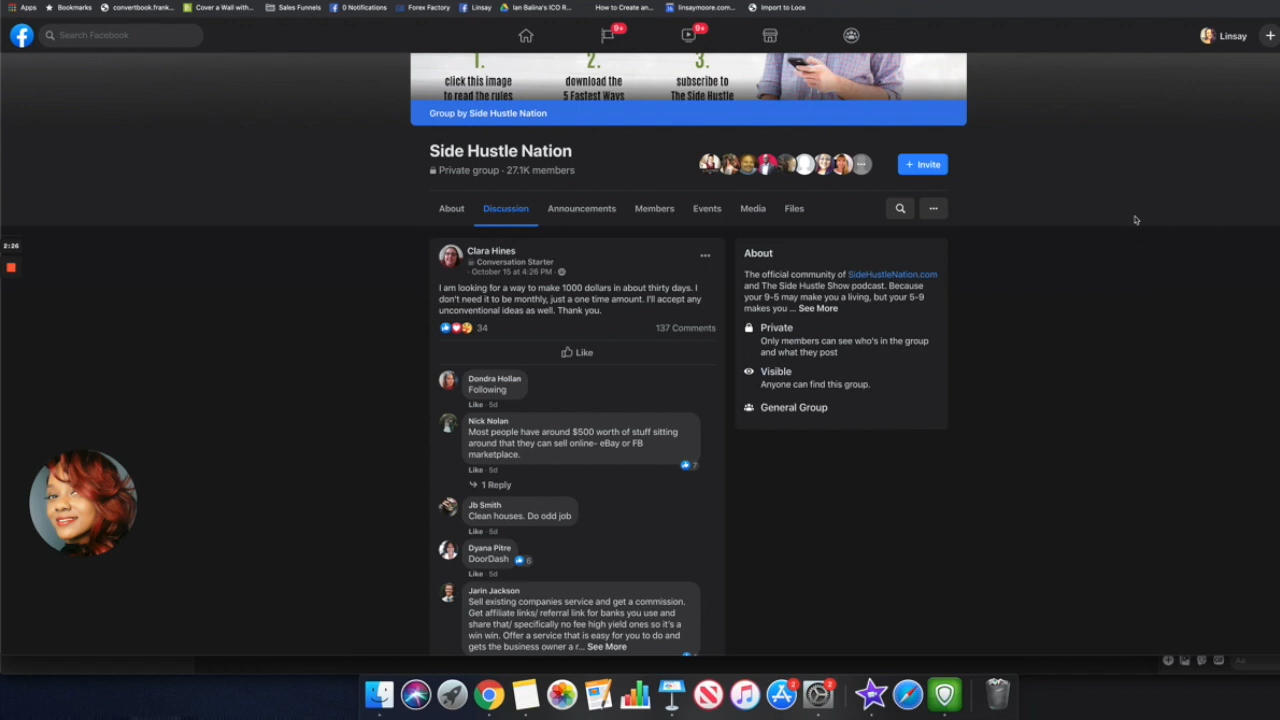 Apps
Bookmarks
convertbook.frank...
Cover a Wall with...
Sales Funnels
0 Notifications
Forex Factory
Linsay
Ian Balina's ICO R...
How to Create an...
linsaymoore.com...
Import to Loox
Search Facebook
9+
9+
Linsay
1.
2.
3.
click this image
to read the rules
download the
5 Fastest Ways
subscribe to
The Side Hustle
Group by Side Hustle Nation
Side Hustle Nation
Private group · 27.1K members
+ Invite
About
Discussion
Announcements
Members
Events
Media
Files
2:26
Clara Hines
Conversation Starter
· October 15 at 4:26 PM ·
I am looking for a way to make 1000 dollars in about thirty days. I
don't need it to be monthly, just a one time amount. I'll accept any
unconventional ideas as well. Thank you.
34
137 Comments
Like
Dondra Hollan
Following
Like · 5d
Nick Nolan
Most people have around $500 worth of stuff sitting
around that they can sell online- eBay or FB
marketplace.
7
Like · 5d
1 Reply
Jb Smith
Clean houses. Do odd job
Like · 5d
Dyana Pitre
DoorDash
6
Like · 5d
Jarin Jackson
Sell existing companies service and get a commission.
Get affiliate links/ referral link for banks you use and
share that/ specifically no fee high yield ones so it's a
win win. Offer a service that is easy for you to do and
gets the business owner a r... See More
About
The official community of SideHustleNation.com
and The Side Hustle Show podcast. Because
your 9-5 may make you a living, but your 5-9
makes you ... See More
Private
Only members can see who's in the group
and what they post
Visible
Anyone can find this group.
General Group
Aa
2
2